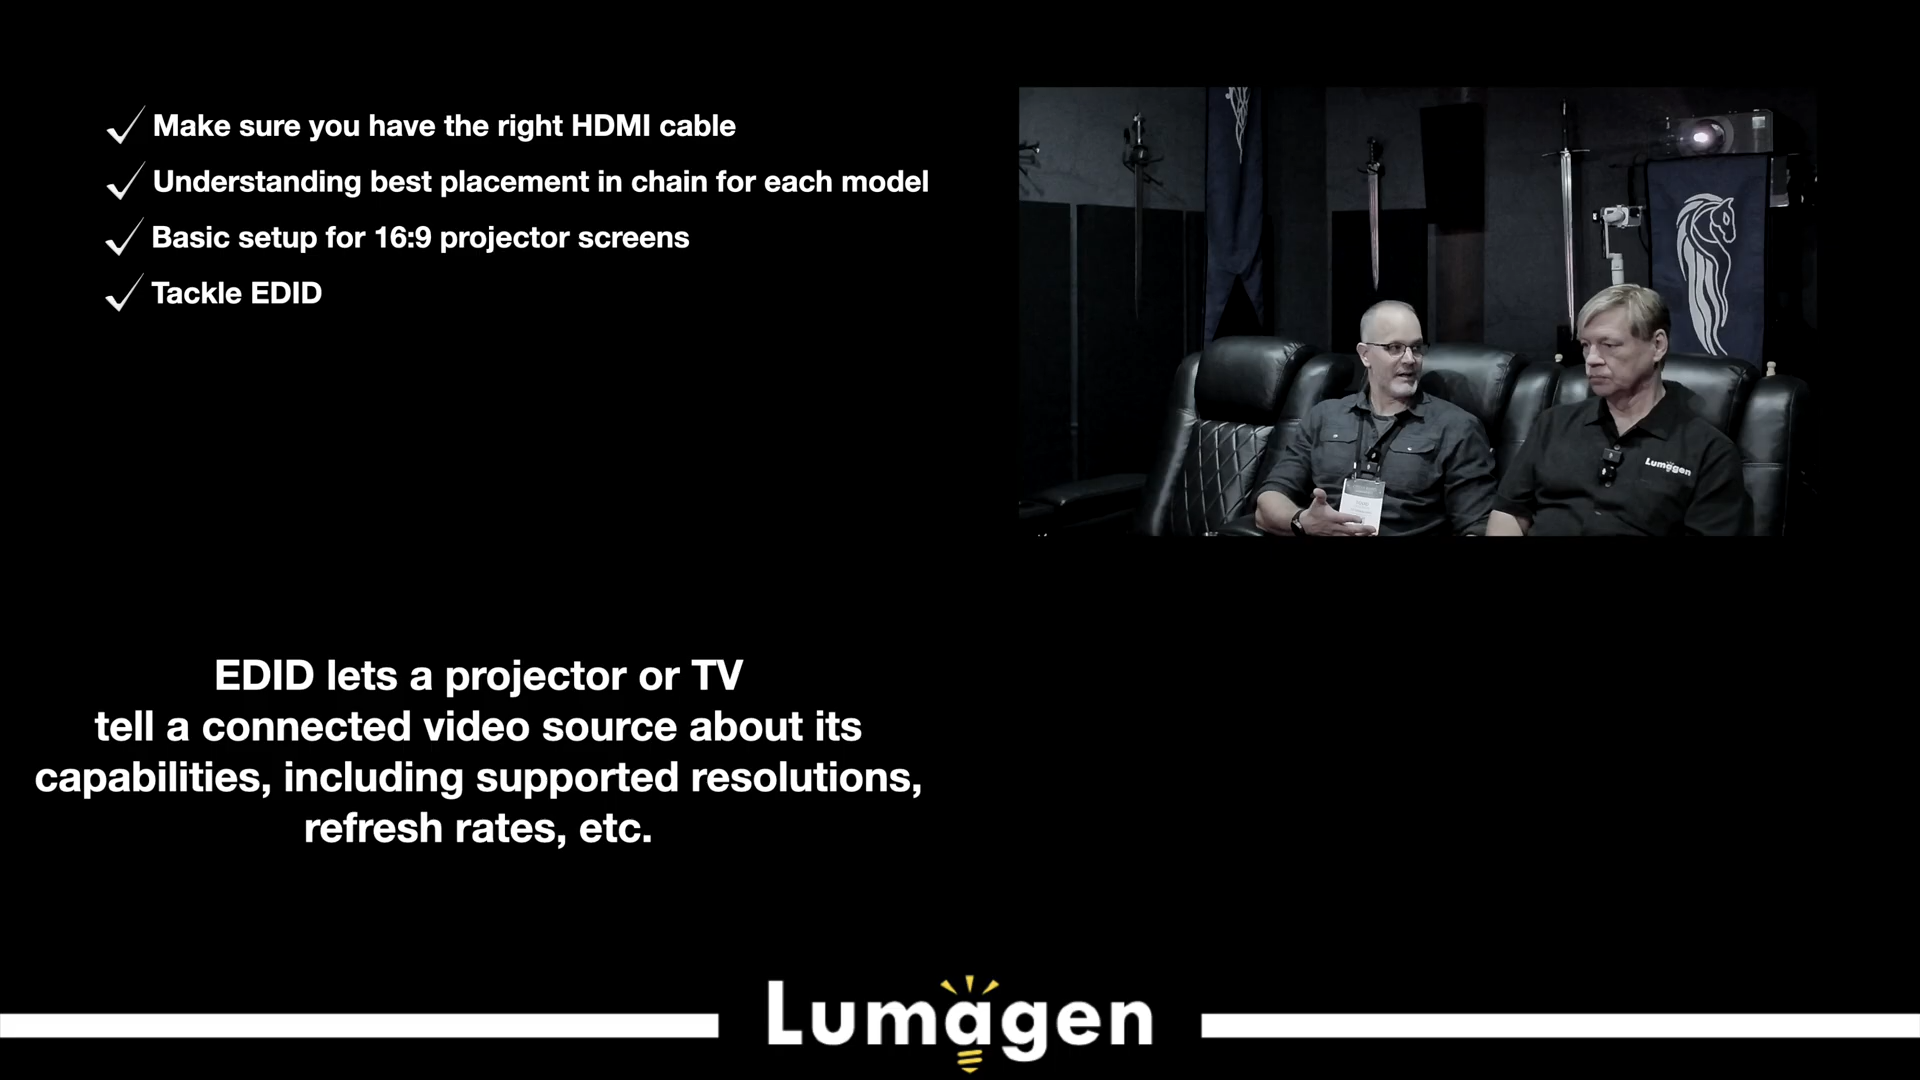 Make sure you have the right HDMI cable
Understanding best placement in chain for each model
Basic setup for 16:9 projector screens
Tackle EDID
Lumagen
EDID lets a projector or TV
tell a connected video source about its
capabilities, including supported resolutions,
refresh rates, etc.
Lumagen